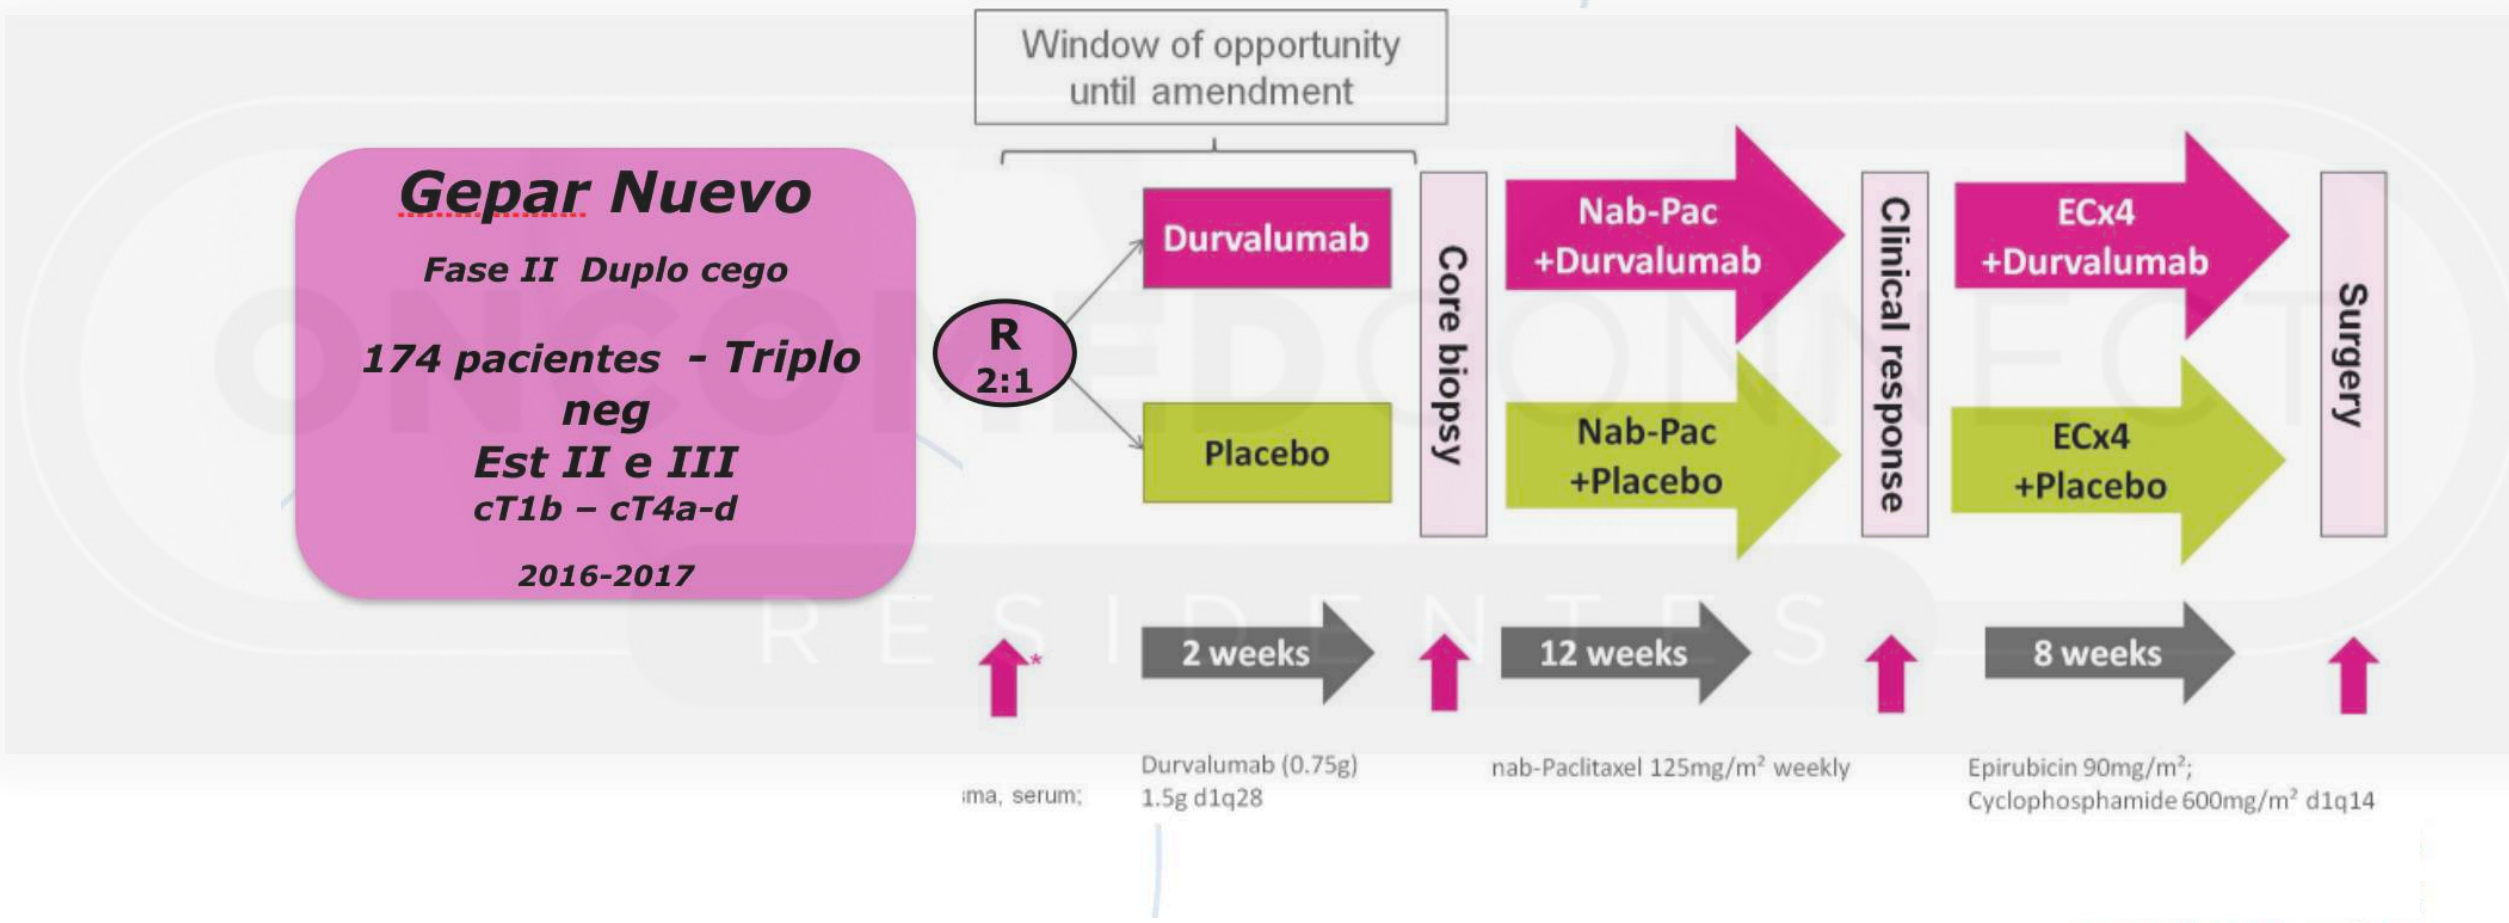 Window of opportunity
until amendment
Gepar Nuevo
Fase II Duplo cego
174 pacientes - Triplo
neg
Est II e III
cT1b – cT4a-d
2016-2017
R
2:1
Durvalumab
Placebo
Core biopsy
Nab-Pac
+Durvalumab
Nab-Pac
+Placebo
Clinical response
ECx4
+Durvalumab
ECx4
+Placebo
Surgery
ONCOMEDCONNECT
RESIDENTES
*
2 weeks
12 weeks
8 weeks
serum;
Durvalumab (0.75g)
1.5g d1q28
nab-Paclitaxel 125mg/m² weekly
Epirubicin 90mg/m²;
Cyclophosphamide 600mg/m² d1q14